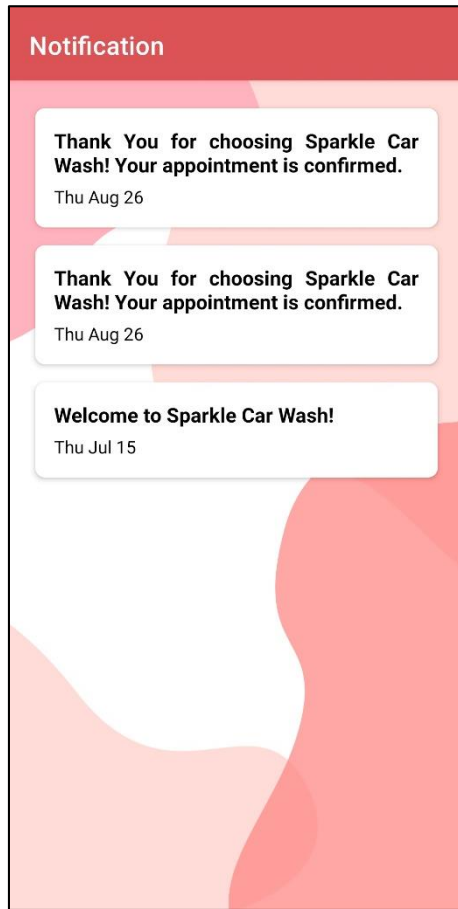 Notification
Thank You for choosing Sparkle Car
Wash! Your appointment is confirmed.
Thu Aug 26
Thank You for choosing Sparkle Car
Wash! Your appointment is confirmed.
Thu Aug 26
Welcome to Sparkle Car Wash!
Thu Jul 15